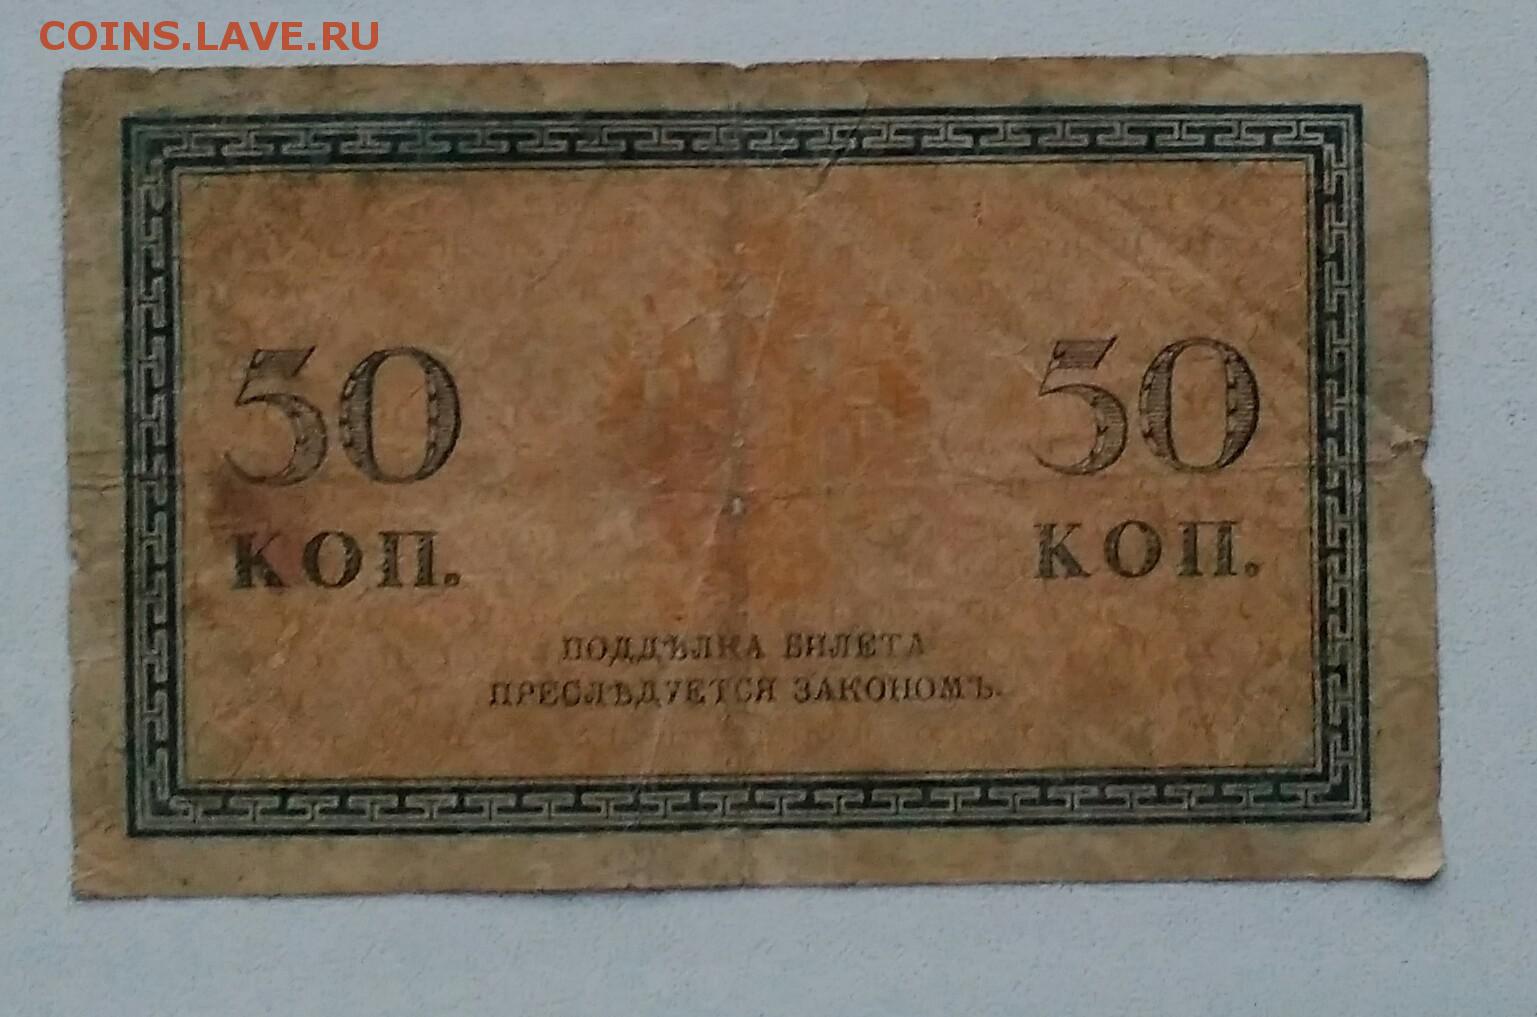 COINS.LAVE.RU
50 50
КОП. КОП.
ПОДДѢЛКА БИЛЕТА
ПРЕСЛѢДУЕТСЯ ЗАКОНОМЪ.